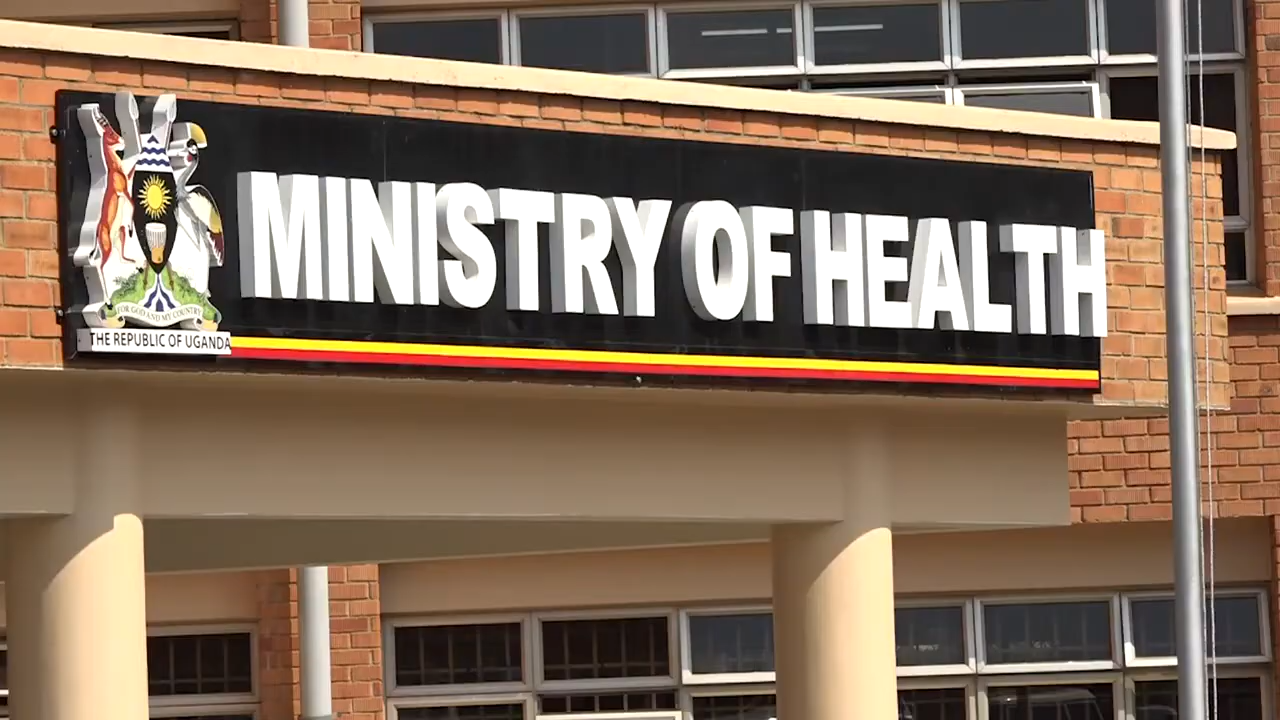 MINISTRY OF HEALTH
FOR GOD AND MY COUNTRY
THE REPUBLIC OF UGANDA